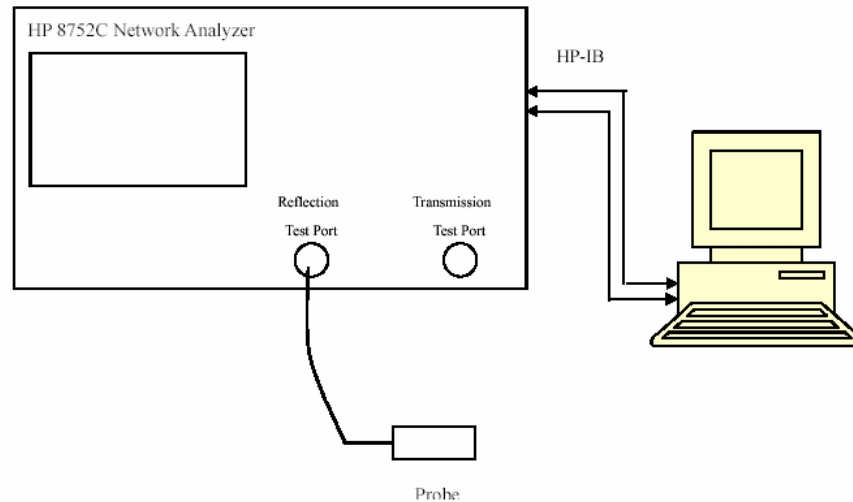 HP 8752C Network Analyzer
HP-IB
Reflection
Test Port
Transmission
Test Port
Probe